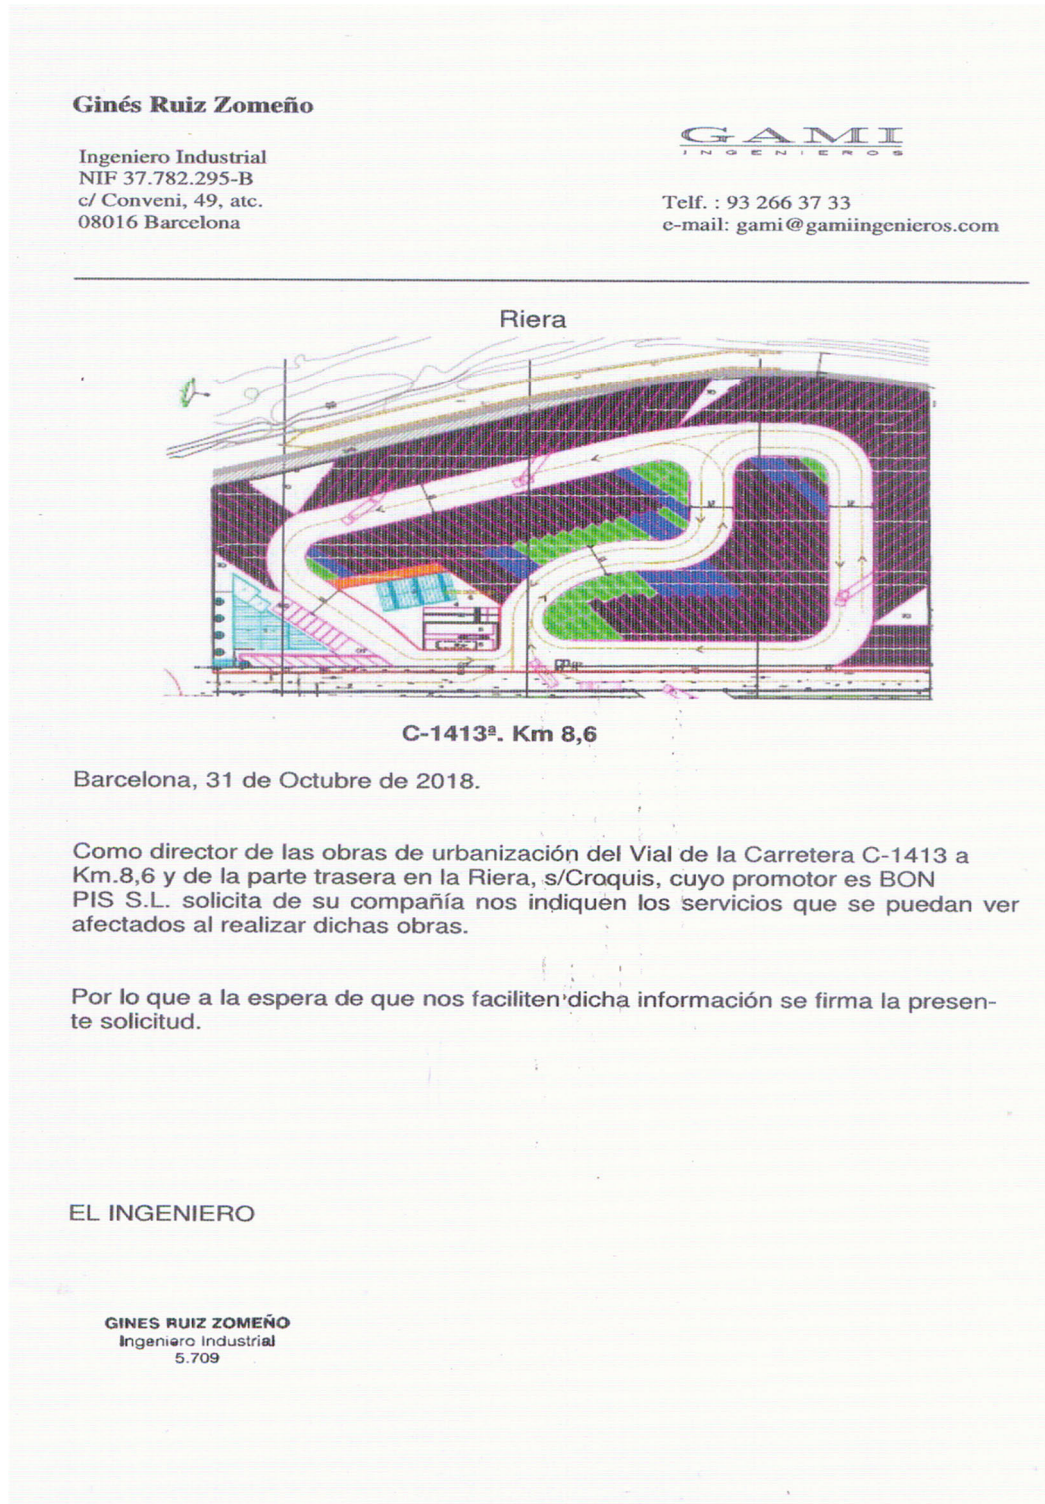 Ginés Ruiz Zomeño
GAMI
INGENIEROS
Ingeniero Industrial
NIF 37.782.295-B
c/ Conveni, 49, atc.
08016 Barcelona
Telf. : 93 266 37 33
e-mail: gami@gamiingenieros.com
Riera
C-1413ª. Km 8,6
Barcelona, 31 de Octubre de 2018.
Como director de las obras de urbanización del Vial de la Carretera C-1413 a
Km.8,6 y de la parte trasera en la Riera, s/Croquis, cuyo promotor es BON
PIS S.L. solicita de su compañía nos indiquen los servicios que se puedan ver
afectados al realizar dichas obras.
Por lo que a la espera de que nos faciliten dicha información se firma la presen-
te solicitud.
EL INGENIERO
GINES RUIZ ZOMEÑO
Ingeniero Industrial
5.709